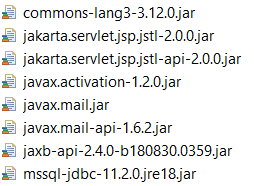 commons-lang3-3.12.0.jar
jakarta.servlet.jsp.jstl-2.0.0.jar
jakarta.servlet.jsp.jstl-api-2.0.0.jar
javax.activation-1.2.0.jar
javax.mail.jar
javax.mail-api-1.6.2.jar
jaxb-api-2.4.0-b180830.0359.jar
mssql-jdbc-11.2.0.jre18.jar